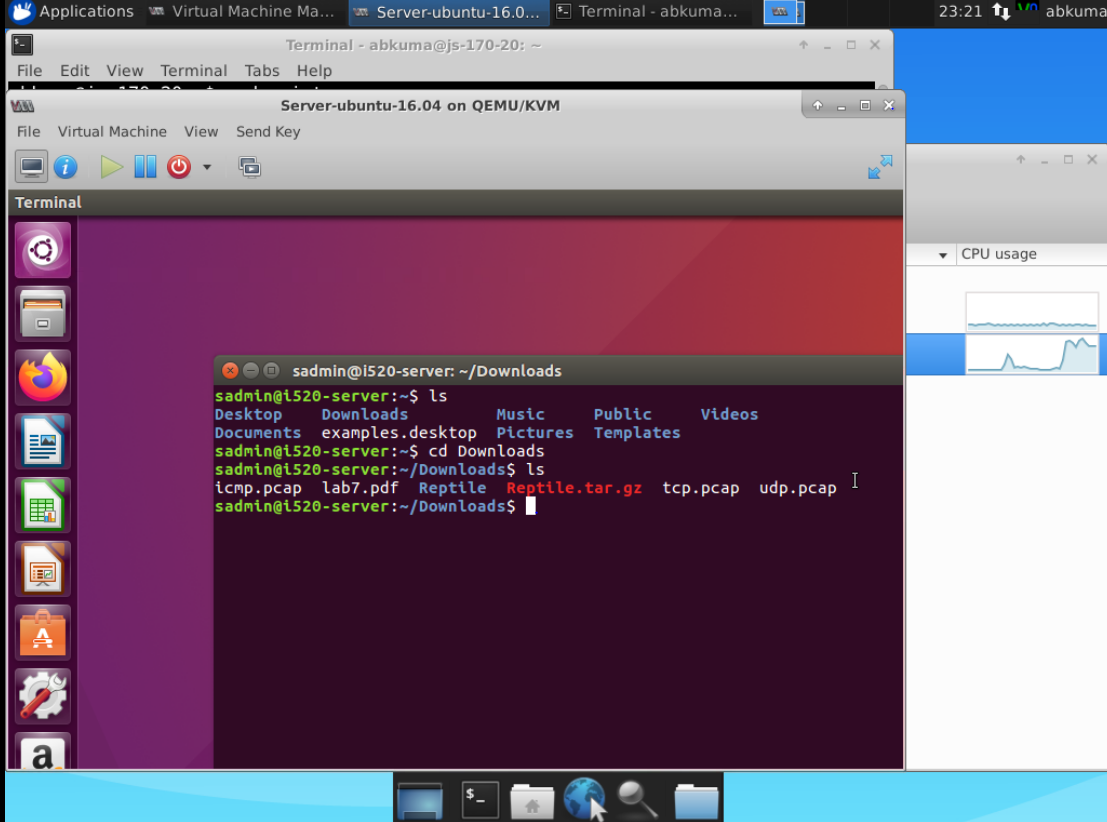 Applications Virtual Machine Ma... Server-ubuntu-16.0... Terminal - abkuma... 23:21 abkuma
Terminal - abkuma@js-170-20: ~
File Edit View Terminal Tabs Help
Server-ubuntu-16.04 on QEMU/KVM
File Virtual Machine View Send Key
Terminal
CPU usage
sadmin@i520-server: ~/Downloads
sadmin@i520-server:~$ ls
Desktop Downloads Music Public Videos
Documents examples.desktop Pictures Templates
sadmin@i520-server:~$ cd Downloads
sadmin@i520-server:~/Downloads$ ls
icmp.pcap lab7.pdf Reptile Reptile.tar.gz tcp.pcap udp.pcap
sadmin@i520-server:~/Downloads$